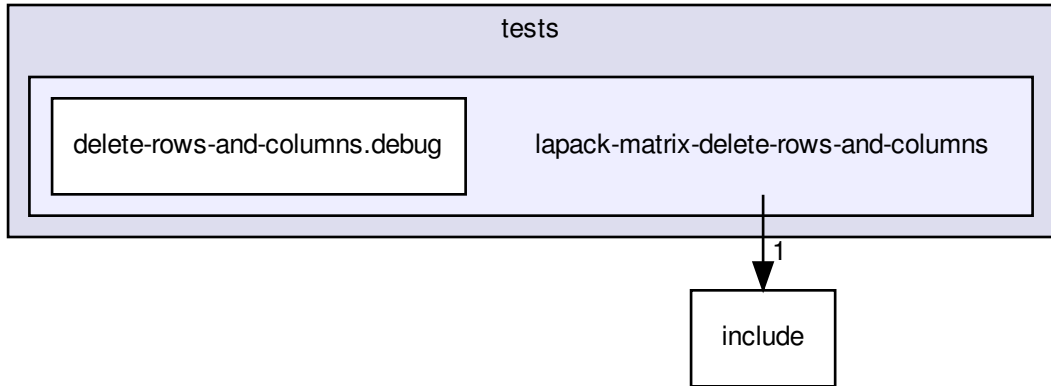 tests
delete-rows-and-columns.debug
lapack-matrix-delete-rows-and-columns
1
include